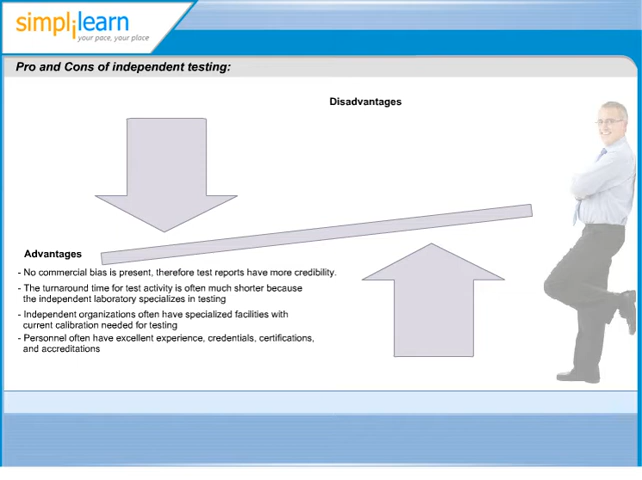 simplilearn
your pace, your place
Pro and Cons of independent testing:
Disadvantages
Advantages
- No commercial bias is present, therefore test reports have more credibility.
- The turnaround time for test activity is often much shorter because
the independent laboratory specializes in testing
- Independent organizations often have specialized facilities with
current calibration needed for testing
- Personnel often have excellent experience, credentials, certifications,
and accreditations